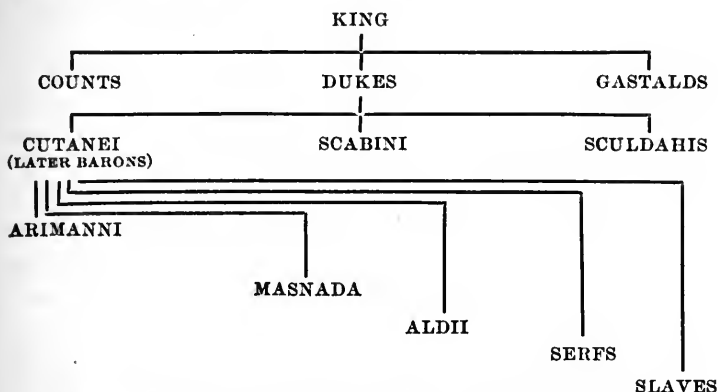 KING
COUNTS DUKES GASTALDS
CUTANEI SCABINI SCULDAHIS
(LATER BARONS)
ARIMANNI
MASNADA
ALDII
SERFS
SLAVES